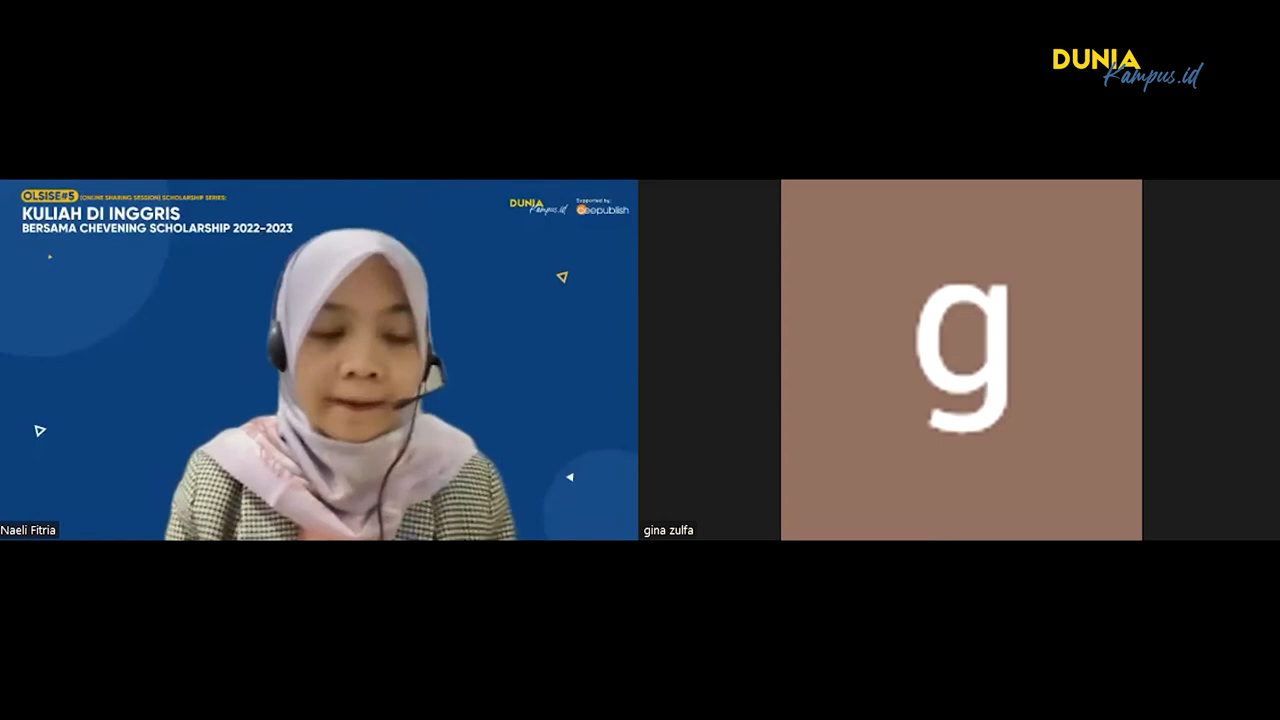 DUNIA
Kampus.id
OLSISE#5 (ONLINE SHARING SESSION) SCHOLARSHIP SERIES:
KULIAH DI INGGRIS
BERSAMA CHEVENING SCHOLARSHIP 2022-2023
DUNIA
Kampus.id
Supported by:
deepublish
g
Naeli Fitria
gina zulfa